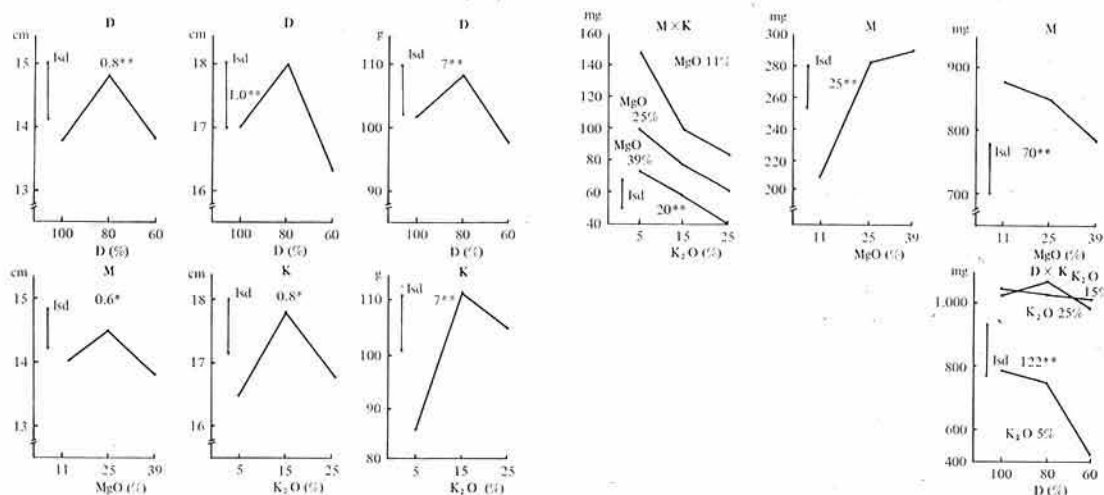 D
cm
15
14
13
lsd
0.8**
100 80 60
D (%)
D
cm
18
17
16
lsd
1.0**
100 80 60
D (%)
D
g
110
100
90
lsd
7**
100 80 60
D (%)
M×K
mg
160
140
120
100
80
60
40
MgO 11%
MgO
25%
MgO
39%
lsd
20**
5 15 25
K₂O (%)
M
mg
300
290
280
270
260
250
240
230
220
210
200
lsd
25**
11 25 39
MgO (%)
M
mg
900
800
700
lsd
70**
11 25 39
MgO (%)
M
cm
15
14
13
lsd
0.6*
11 25 39
MgO (%)
K
cm
18
17
16
lsd
0.8*
5 15 25
K₂O (%)
K
g
110
100
90
80
lsd
7**
5 15 25
K₂O (%)
D × K
mg
1.000
800
600
400
K₂O
15%
K₂O 25%
lsd
122**
K₂O 5%
100 80 60
D (%)